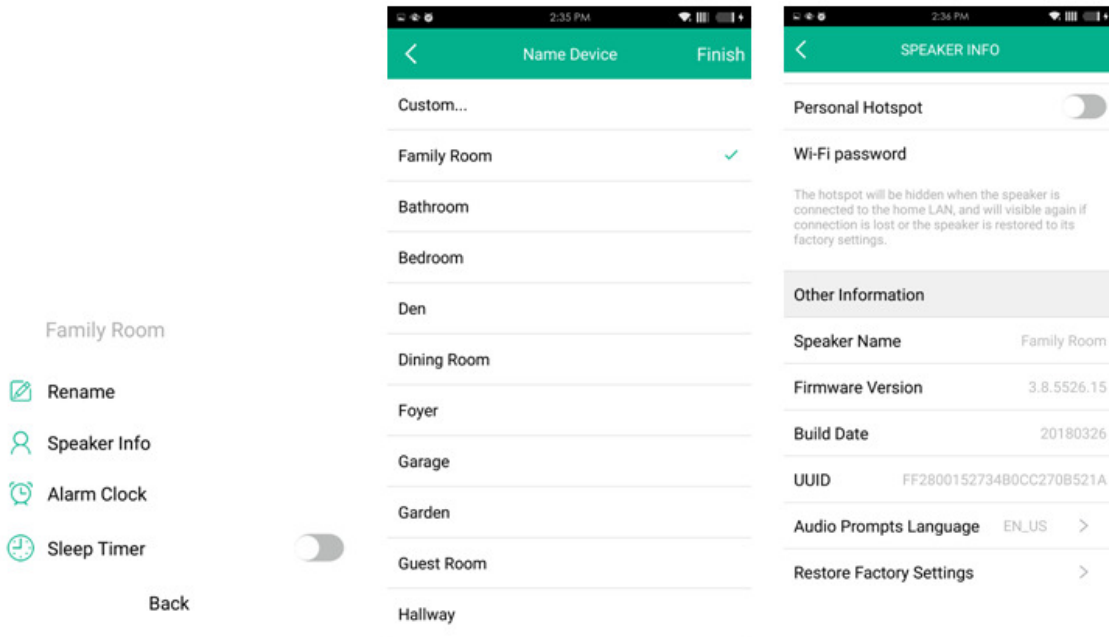 Family Room
Rename
Speaker Info
Alarm Clock
Sleep Timer
Back
2:35 PM
Name Device
Finish
Custom...
Family Room
Bathroom
Bedroom
Den
Dining Room
Foyer
Garage
Garden
Guest Room
Hallway
2:36 PM
SPEAKER INFO
Personal Hotspot
Wi-Fi password
The hotspot will be hidden when the speaker is
connected to the home LAN, and will visible again if
connection is lost or the speaker is restored to its
factory settings.
Other Information
Speaker Name Family Room
Firmware Version 3.8.5526.15
Build Date 20180326
UUID FF2800152734B0CC270B521A
Audio Prompts Language EN_US
Restore Factory Settings